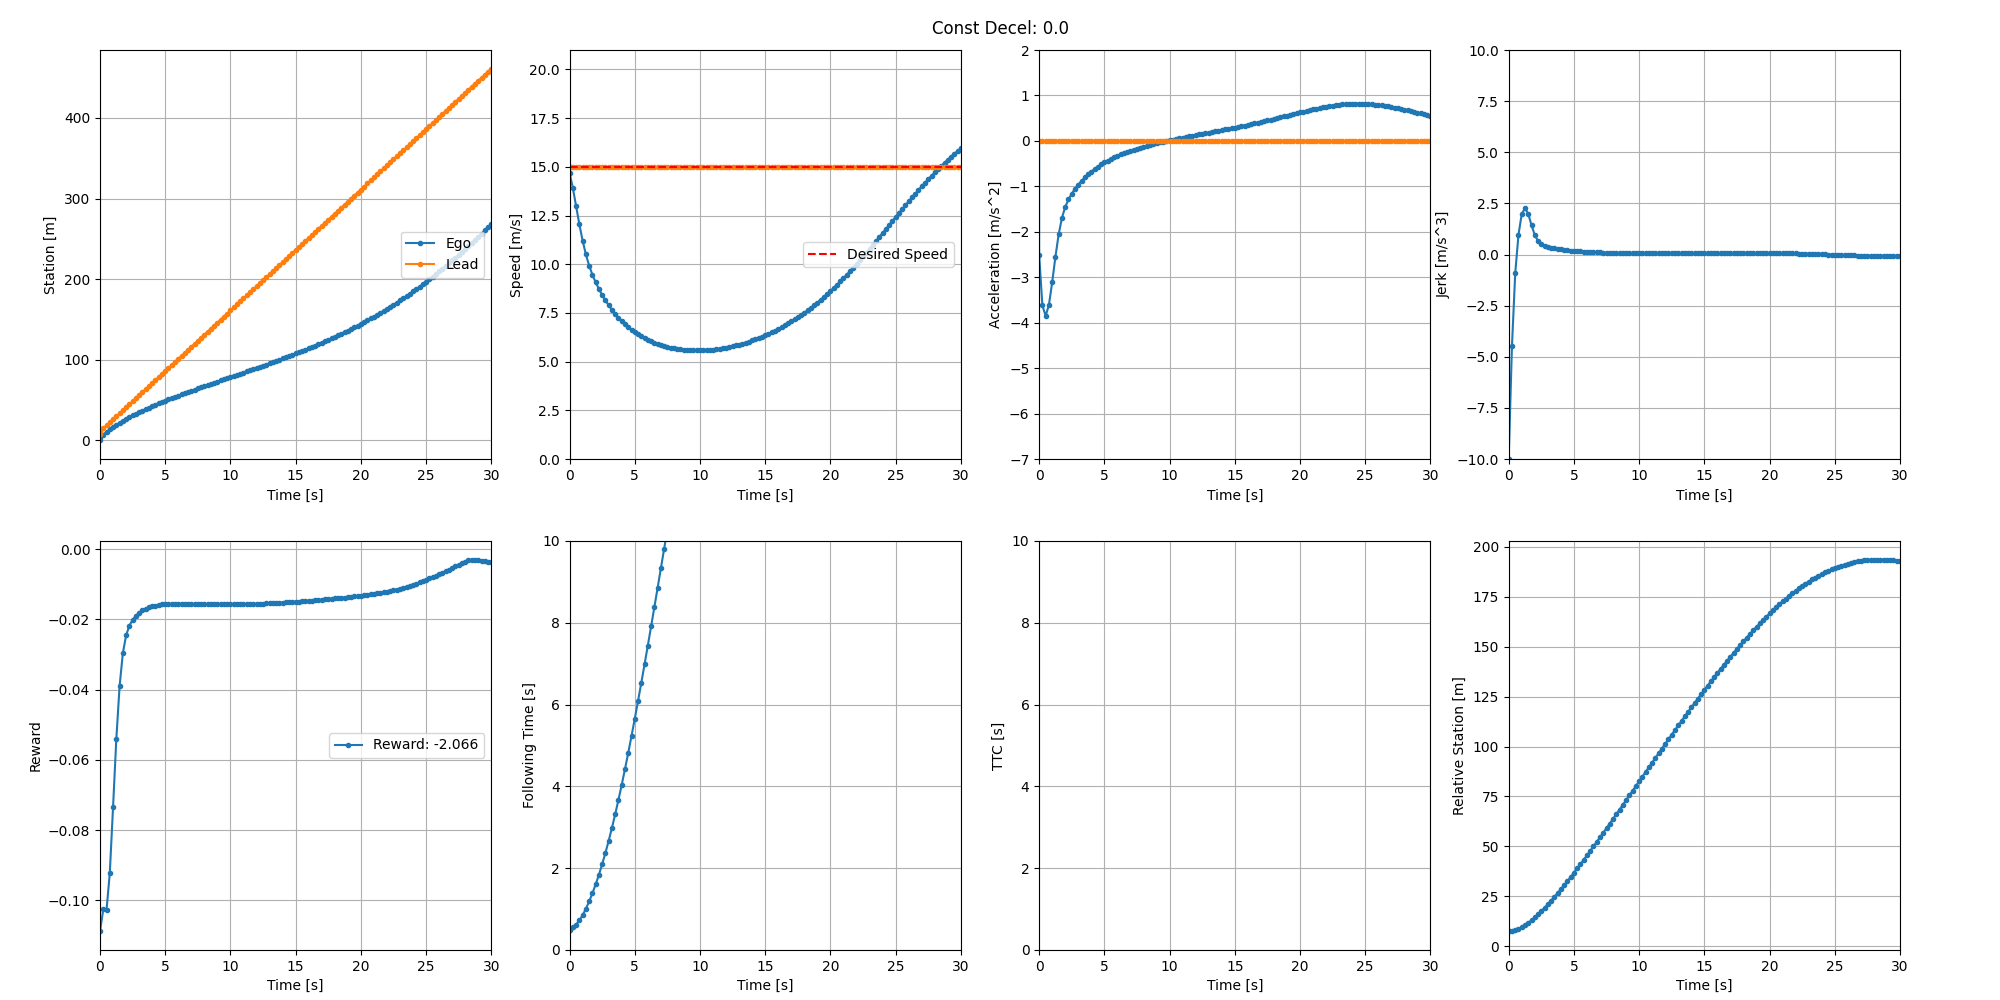 Const Decel: 0.0
400
300
200
100
0
Station [m]
Ego
Lead
0 5 10 15 20 25 30
Time [s]
20.0
17.5
15.0
12.5
10.0
7.5
5.0
2.5
0.0
Speed [m/s]
Desired Speed
0 5 10 15 20 25 30
Time [s]
2
1
0
−1
−2
−3
−4
−5
−6
−7
Acceleration [m/s^2]
0 5 10 15 20 25 30
Time [s]
10.0
7.5
5.0
2.5
0.0
−2.5
−5.0
−7.5
−10.0
Jerk [m/s^3]
0 5 10 15 20 25 30
Time [s]
0.00
−0.02
−0.04
−0.06
−0.08
−0.10
Reward
Reward: -2.066
0 5 10 15 20 25 30
Time [s]
10
8
6
4
2
0
Following Time [s]
0 5 10 15 20 25 30
Time [s]
10
8
6
4
2
0
TTC [s]
0 5 10 15 20 25 30
Time [s]
200
175
150
125
100
75
50
25
0
Relative Station [m]
0 5 10 15 20 25 30
Time [s]